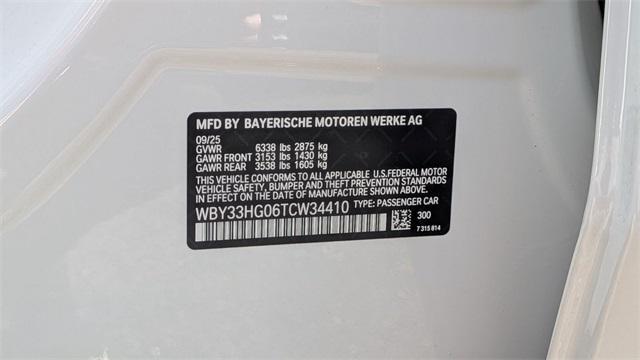 MFD BY BAYERISCHE MOTOREN WERKE AG
09/25
GVWR 6338 lbs 2875 kg
GAWR FRONT 3153 lbs 1430 kg
GAWR REAR 3538 lbs 1605 kg
THIS VEHICLE CONFORMS TO ALL APPLICABLE U.S.FEDERAL MOTOR
VEHICLE SAFETY, BUMPER AND THEFT PREVENTION STANDARDS
IN EFFECT ON THE DATE OF MANUFACTURE SHOWN ABOVE.
WBY33HG06TCW34410 TYPE: PASSENGER CAR
300
7 315 814